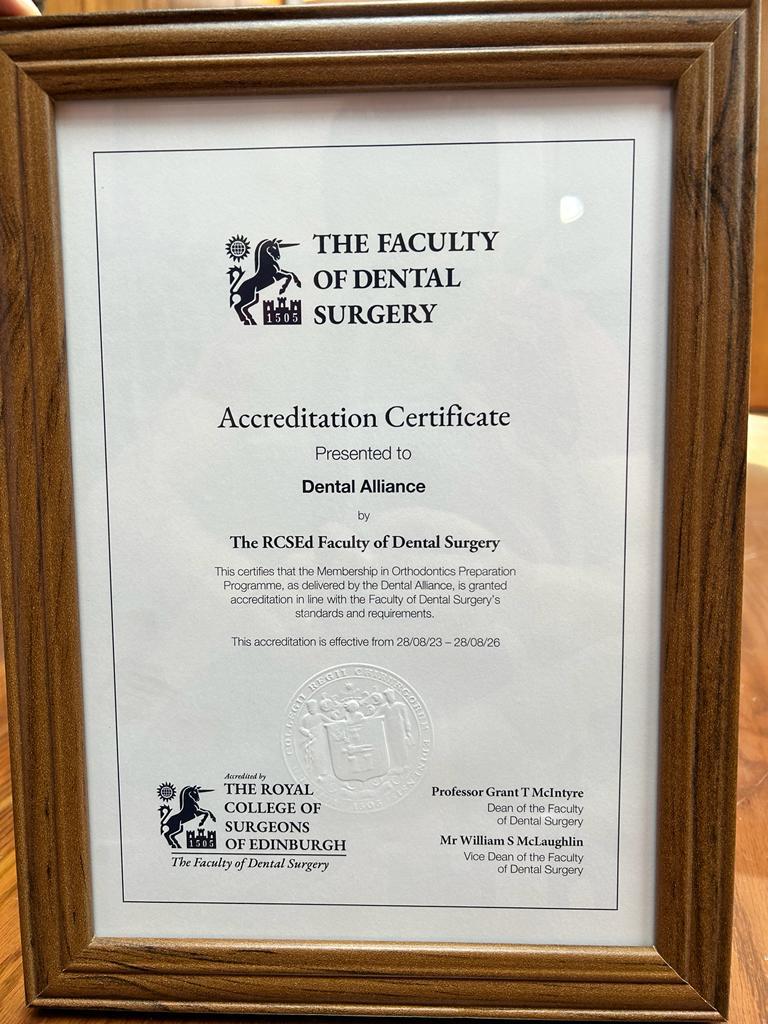 THE FACULTY
OF DENTAL
SURGERY
1505
Accreditation Certificate
Presented to
Dental Alliance
by
The RCSEd Faculty of Dental Surgery
This certifies that the Membership in Orthodontics Preparation
Programme, as delivered by the Dental Alliance, is granted
accreditation in line with the Faculty of Dental Surgery's
standards and requirements.
This accreditation is effective from 28/08/23 – 28/08/26
COLLEGII REGII CHIRURGORUM
1505
Accredited by
THE ROYAL
COLLEGE OF
SURGEONS
OF EDINBURGH
1505
The Faculty of Dental Surgery
Professor Grant T McIntyre
Dean of the Faculty
of Dental Surgery
Mr William S McLaughlin
Vice Dean of the Faculty
of Dental Surgery